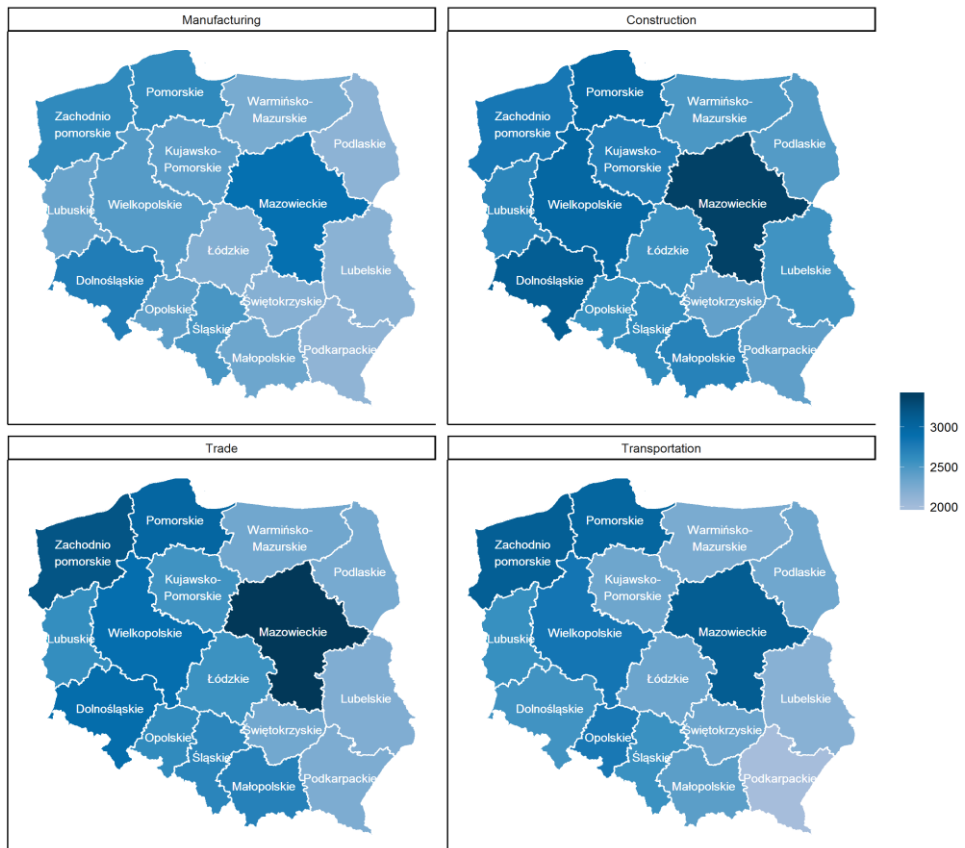 Manufacturing
Construction
Pomorskie
Warmińsko-
Mazurskie
Zachodnio
pomorskie
Podlaskie
Kujawsko-
Pomorskie
Lubuskie
Wielkopolskie
Mazowieckie
Łódzkie
Dolnośląskie
Lubelskie
Opolskie
Świętokrzyskie
Śląskie
Małopolskie
Podkarpackie
Pomorskie
Warmińsko-
Mazurskie
Zachodnio
pomorskie
Podlaskie
Kujawsko-
Pomorskie
Lubuskie
Wielkopolskie
Mazowieckie
Łódzkie
Dolnośląskie
Lubelskie
Opolskie
Świętokrzyskie
Śląskie
Małopolskie
Podkarpackie
3000
2500
2000
Trade
Transportation
Pomorskie
Warmińsko-
Mazurskie
Zachodnio
pomorskie
Podlaskie
Kujawsko-
Pomorskie
Lubuskie
Wielkopolskie
Mazowieckie
Łódzkie
Dolnośląskie
Lubelskie
Opolskie
Świętokrzyskie
Śląskie
Małopolskie
Podkarpackie
Pomorskie
Warmińsko-
Mazurskie
Zachodnio
pomorskie
Podlaskie
Kujawsko-
Pomorskie
Lubuskie
Wielkopolskie
Mazowieckie
Łódzkie
Dolnośląskie
Lubelskie
Opolskie
Świętokrzyskie
Śląskie
Małopolskie
Podkarpackie